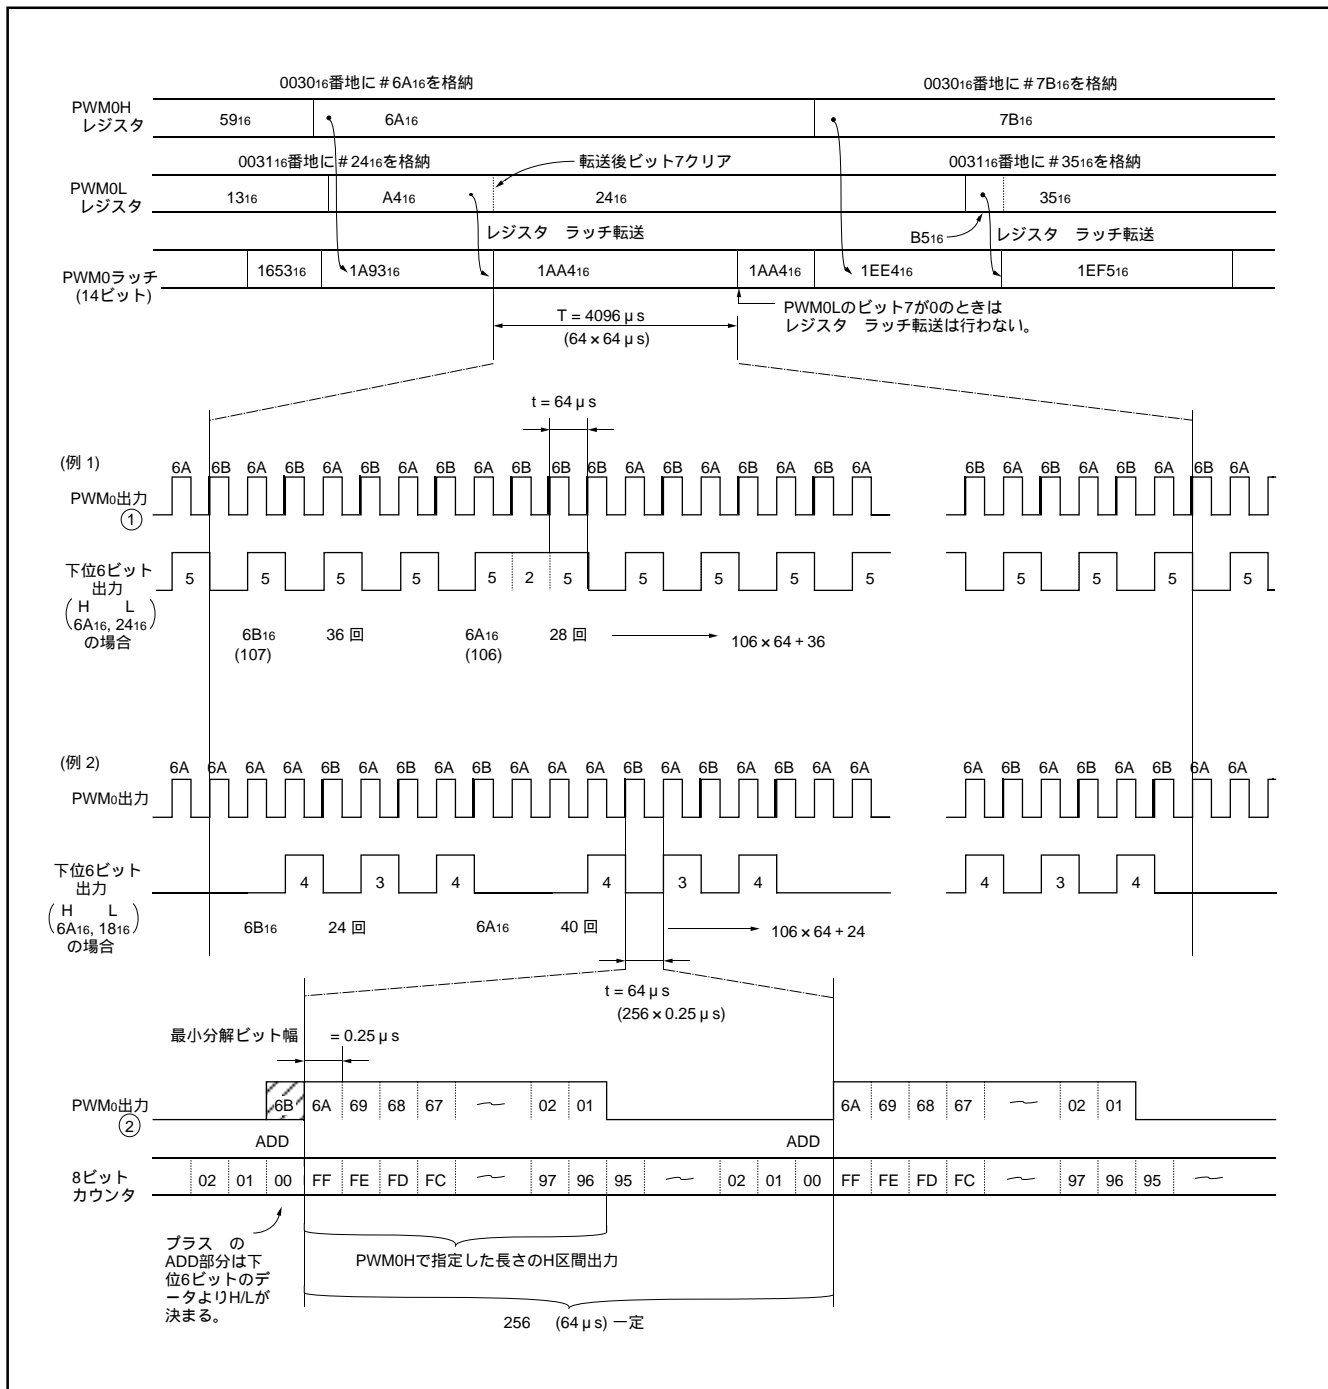 003016番地に＃6A16を格納 003016番地に＃7B16を格納
PWM0H
レジスタ
5916 6A16 7B16
003116番地に＃2416を格納 転送後ビット7クリア 003116番地に＃3516を格納
PWM0L
レジスタ
1316 A416 2416 3516
レジスタ ラッチ転送 B516 レジスタ ラッチ転送
PWM0ラッチ
(14ビット)
165316 1A9316 1AA416 1AA416 1EE416 1EF516
T = 4096 μs
(64×64 μs)
PWM0Lのビット7が0のときは
レジスタ ラッチ転送は行わない。
t = 64 μs
(例 1)
6A 6B 6A 6B 6A 6B 6A 6B 6A 6B 6B 6B 6A 6B 6A 6B 6A 6B 6A 6B 6A 6B 6A 6B 6A 6B 6A
PWM0出力
①
下位6ビット
出力
H L
6A16, 2416
の場合
5 5 5 5 5 2 5 5 5 5 5 5 5 5 5
6B16 36 回 6A16 28 回 106×64 + 36
(107) (106)
(例 2)
6A 6A 6A 6A 6B 6A 6B 6A 6B 6A 6A 6A 6B 6A 6B 6A 6B 6A 6A 6A 6B 6A 6B 6A 6B 6A 6A
PWM0出力
下位6ビット
出力
H L
6A16, 1816
の場合
4 3 4 4 3 4 4 3 4
6B16 24 回 6A16 40 回 106×64 + 24
t = 64 μs
(256×0.25 μs)
最小分解ビット幅 = 0.25 μs
PWM0出力
②
6B 6A 69 68 67 02 01 6A 69 68 67 02 01
ADD ADD
8ビット
カウンタ
02 01 00 FF FE FD FC 97 96 95 02 01 00 FF FE FD FC 97 96 95
プラス の
ADD部分は下
位6ビットのデ
ータよりH/Lが
決まる。
PWM0Hで指定した長さのH区間出力
256 (64 μs) 一定